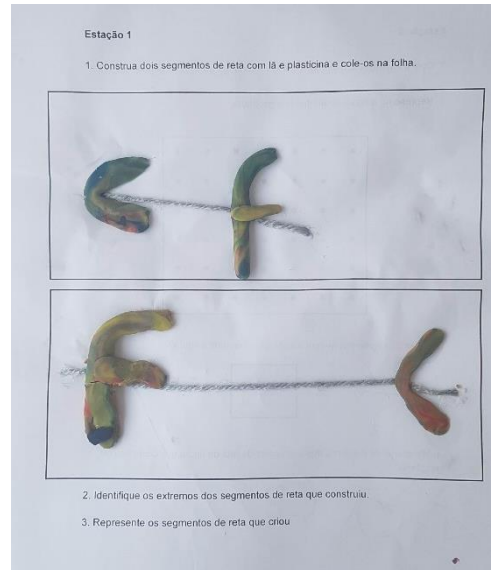 Estação 1
1. Construa dois segmentos de reta com lã e plasticina e cole-os na folha.
2. Identifique os extremos dos segmentos de reta que construiu
3. Represente os segmentos de reta que criou